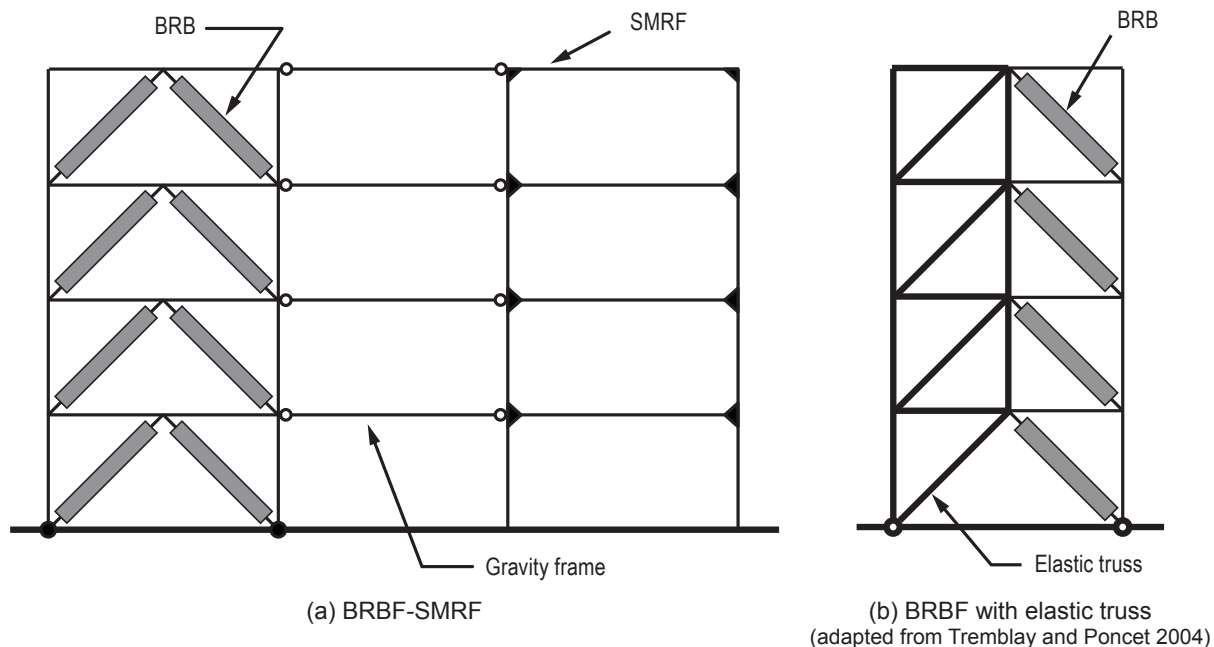 BRB
SMRF
Gravity frame
(a) BRBF-SMRF
BRB
Elastic truss
(b) BRBF with elastic truss
(adapted from Tremblay and Poncet 2004)